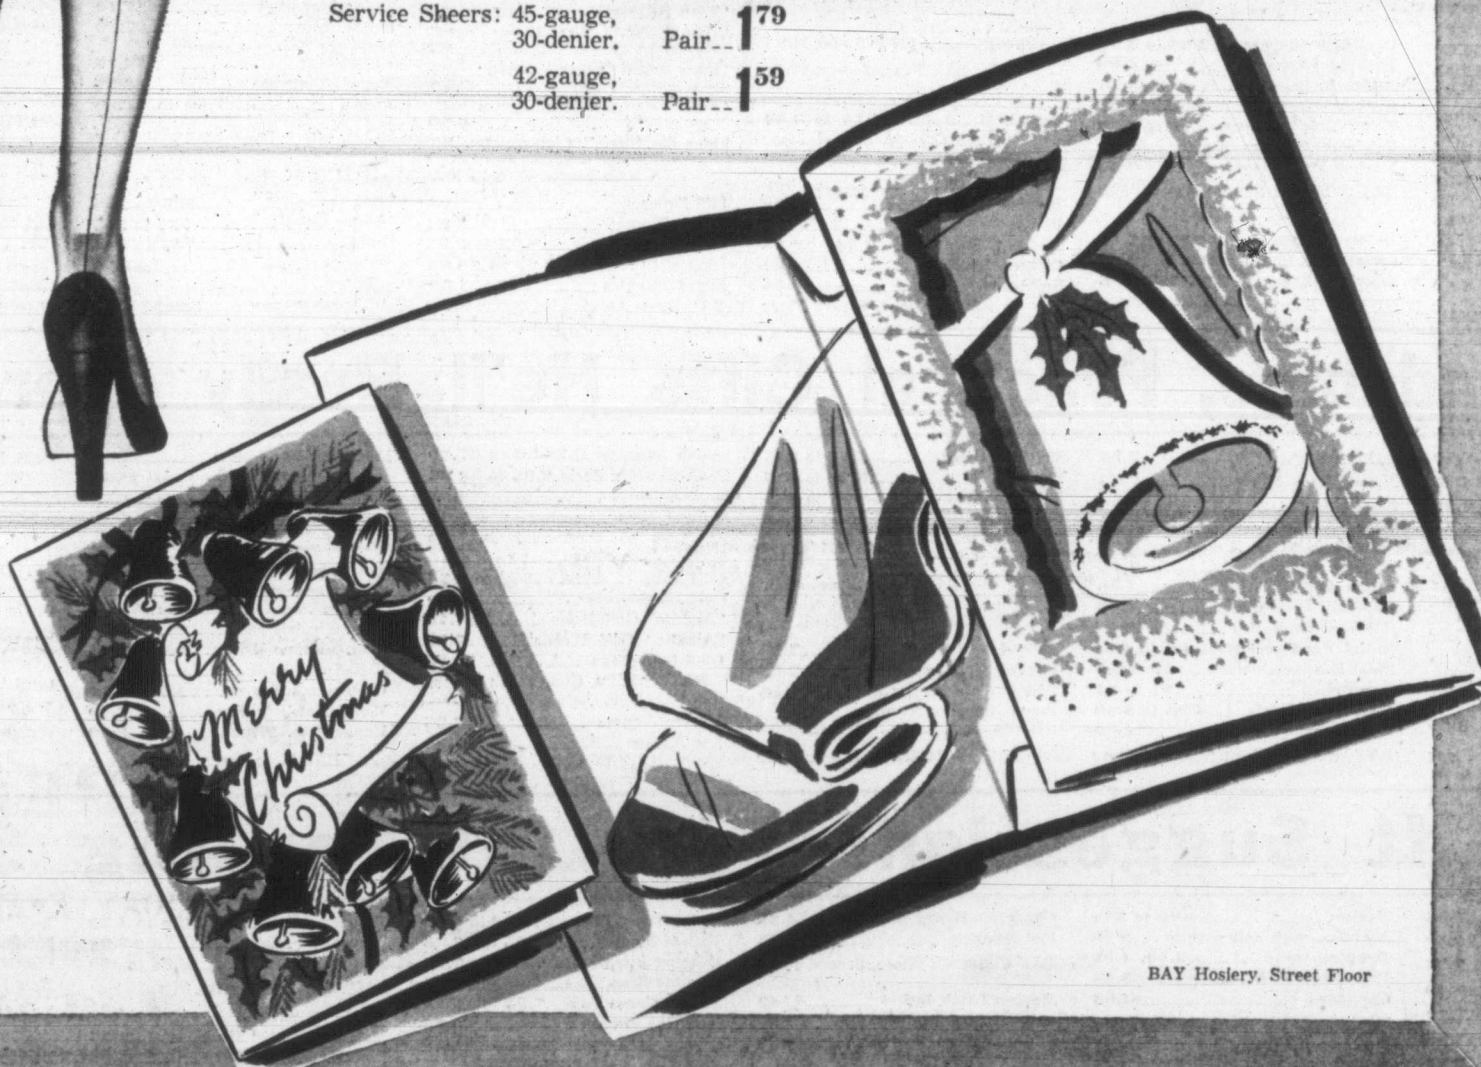 Service Sheers: 45-gauge,
30-denier. Pair.. 1 79
42-gauge,
30-denier. Pair.. 1 59
Merry
Christmas
BAY Hosiery, Street Floor